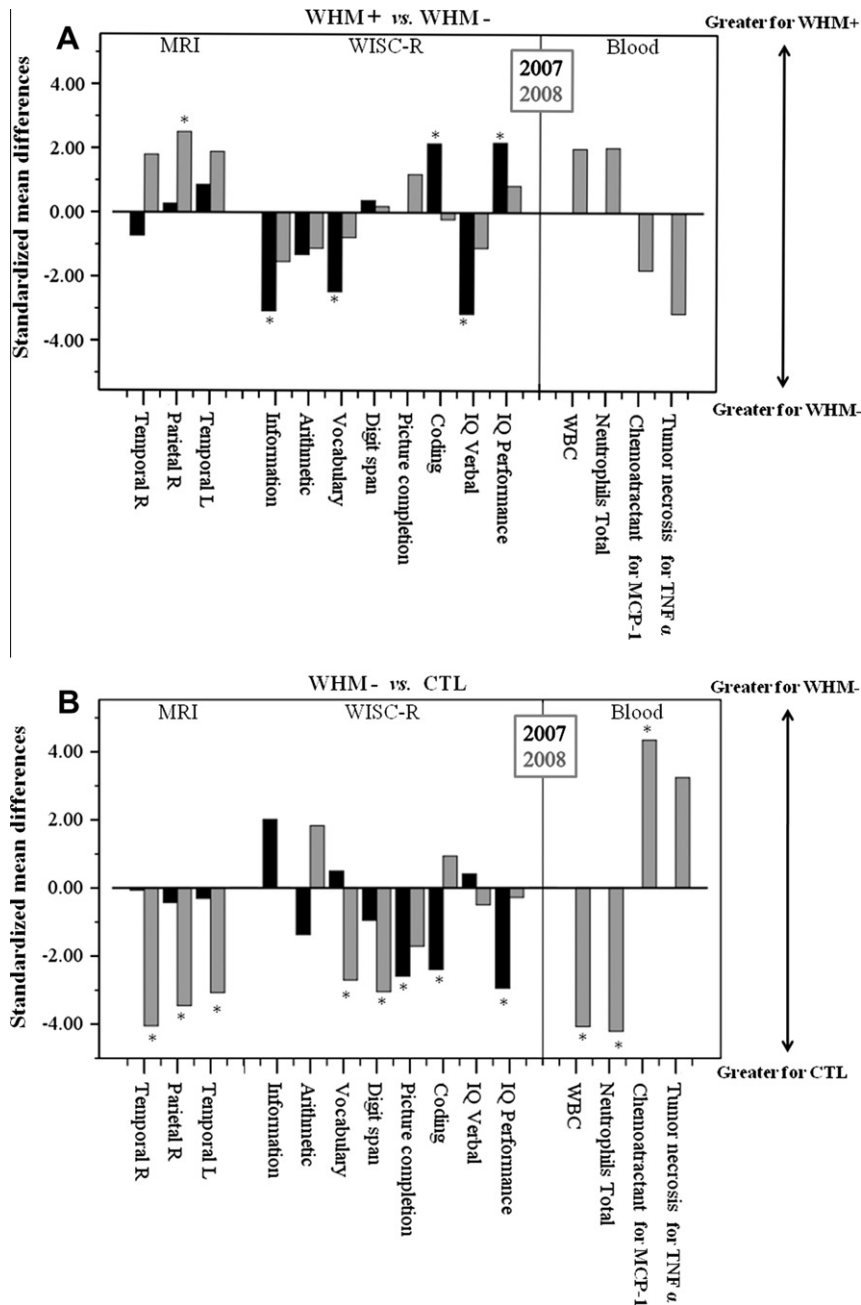 A
WHM+ vs. WHM-
Greater for WHM+
MRI
WISC-R
Blood
2007
2008
Standardized mean differences
4.00
2.00
0.00
-2.00
-4.00
*
*
*
*
*
*
Greater for WHM-
Temporal R
Parietal R
Temporal L
Information
Arithmetic
Vocabulary
Digit span
Picture completion
Coding
IQ Verbal
IQ Performance
WBC
Neutrophils Total
Chemoatractant for MCP-1
Tumor necrosis for TNF α
B
WHM- vs. CTL
Greater for WHM-
MRI
WISC-R
Blood
2007
2008
Standardized mean differences
4.00
2.00
0.00
-2.00
-4.00
*
*
*
*
*
*
*
*
*
*
*
Greater for CTL
Temporal R
Parietal R
Temporal L
Information
Arithmetic
Vocabulary
Digit span
Picture completion
Coding
IQ Verbal
IQ Performance
WBC
Neutrophils Total
Chemoatractant for MCP-1
Tumor necrosis for TNF α